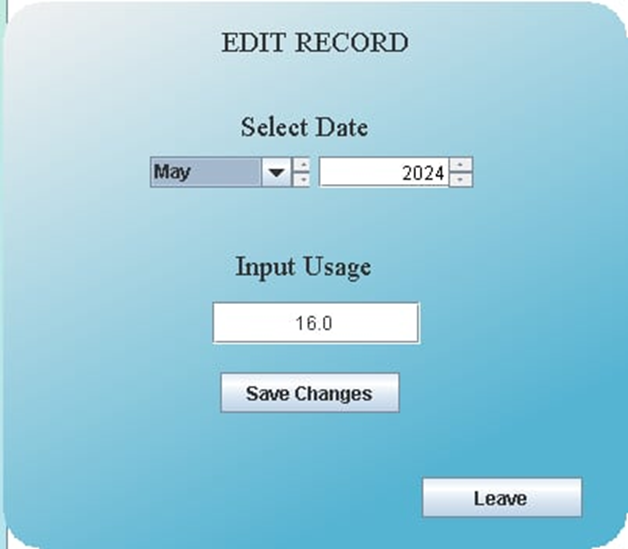 EDIT RECORD
Select Date
May 2024
Input Usage
16.0
Save Changes
Leave